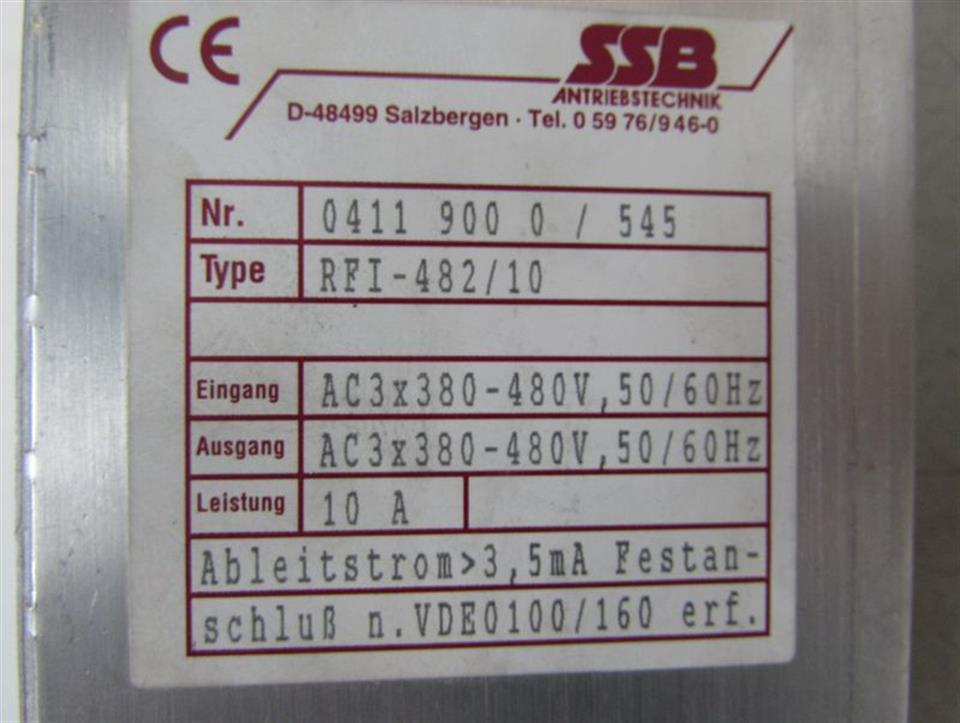 CE
SSB
ANTRIEBSTECHNIK
D-48499 Salzbergen · Tel. 0 59 76/9 46-0
Nr. 0411 900 0 / 545
Type RFI-482/10
Eingang AC3x380-480V,50/60Hz
Ausgang AC3x380-480V,50/60Hz
Leistung 10 A
Ableitstrom>3,5mA Festan-
schluß n.VDE0100/160 erf.